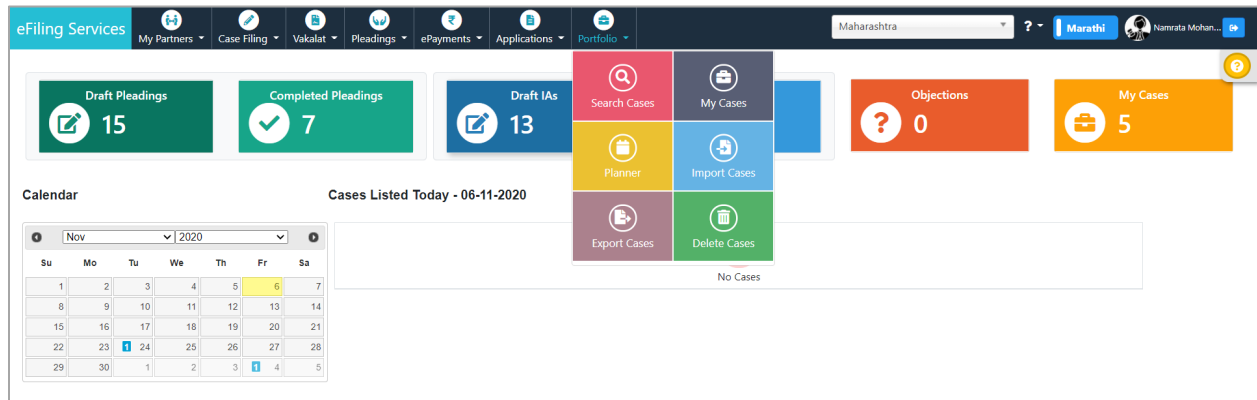 eFiling Services
My Partners
Case Filing
Vakalat
Pleadings
₹
ePayments
Applications
Portfolio
Maharashtra
?
Marathi
Namrata Mohan...
?
Draft Pleadings
15
Completed Pleadings
7
Draft IAs
13
Objections
? 0
My Cases
5
Search Cases
My Cases
Planner
Import Cases
Export Cases
Delete Cases
Calendar
Cases Listed Today - 06-11-2020
Nov 2020
Su Mo Tu We Th Fr Sa
1 2 3 4 5 6 7
8 9 10 11 12 13 14
15 16 17 18 19 20 21
22 23 1 24 25 26 27 28
29 30 1 2 3 1 4 5
No Cases